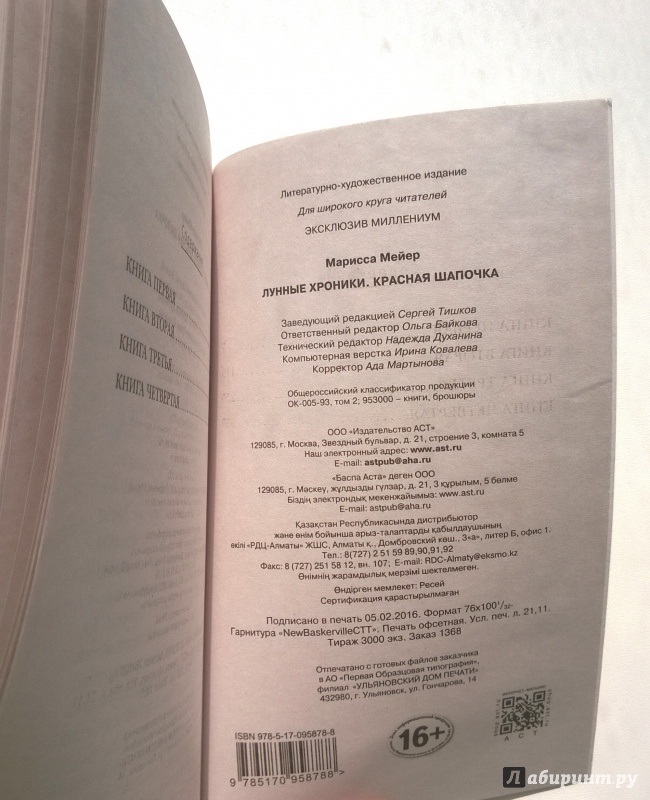 КНИГА ПЕРВАЯ
КНИГА ВТОРАЯ
КНИГА ТРЕТЬЯ
КНИГА ЧЕТВЕРТАЯ
Литературно-художественное издание
Для широкого круга читателей
ЭКСКЛЮЗИВ МИЛЛЕНИУМ
Марисса Мейер
ЛУННЫЕ ХРОНИКИ. КРАСНАЯ ШАПОЧКА
Заведующий редакцией Сергей Тишков
Ответственный редактор Ольга Байкова
Технический редактор Надежда Духанина
Компьютерная верстка Ирина Ковалева
Корректор Ада Мартынова
Общероссийский классификатор продукции
ОК-005-93, том 2; 953000 – книги, брошюры
ООО «Издательство АСТ»
129085, г. Москва, Звездный бульвар, д. 21, строение 3, комната 5
Наш электронный адрес: www.ast.ru
E-mail: astpub@aha.ru
«Баспа Аста» деген ООО
129085, г. Мәскеу, жұлдызды гүлзар, д. 21, 3 құрылым, 5 бөлме
Біздің электрондық мекенжайымыз: www.ast.ru
E-mail: astpub@aha.ru
Қазақстан Республикасында дистрибьютор
және өнім бойынша арыз-талаптарды қабылдаушының
өкілі «РДЦ-Алматы» ЖШС, Алматы қ., Домбровский көш., 3«а», литер Б, офис 1.
Тел.: 8(727) 2 51 59 89,90,91,92
Факс: 8 (727) 251 58 12, вн. 107; E-mail: RDC-Almaty@eksmo.kz
Өнімнің жарамдылық мерзімі шектелмеген.
Өндірген мемлекет: Ресей
Сертификация қарастырылмаған
Подписано в печать 05.02.2016. Формат 76x100¹/₃₂.
Гарнитура «NewBaskervilleCTT». Печать офсетная. Усл. печ. л. 21,11.
Тираж 3000 экз. Заказ 1368
Отпечатано с готовых файлов заказчика
в АО «Первая Образцовая типография»,
филиал «УЛЬЯНОВСКИЙ ДОМ ПЕЧАТИ»
432980, г. Ульяновск, ул. Гончарова, 14
ISBN 978-5-17-095878-8
9 785170 958788 >
16+
АСТ
Лабиринт.ру